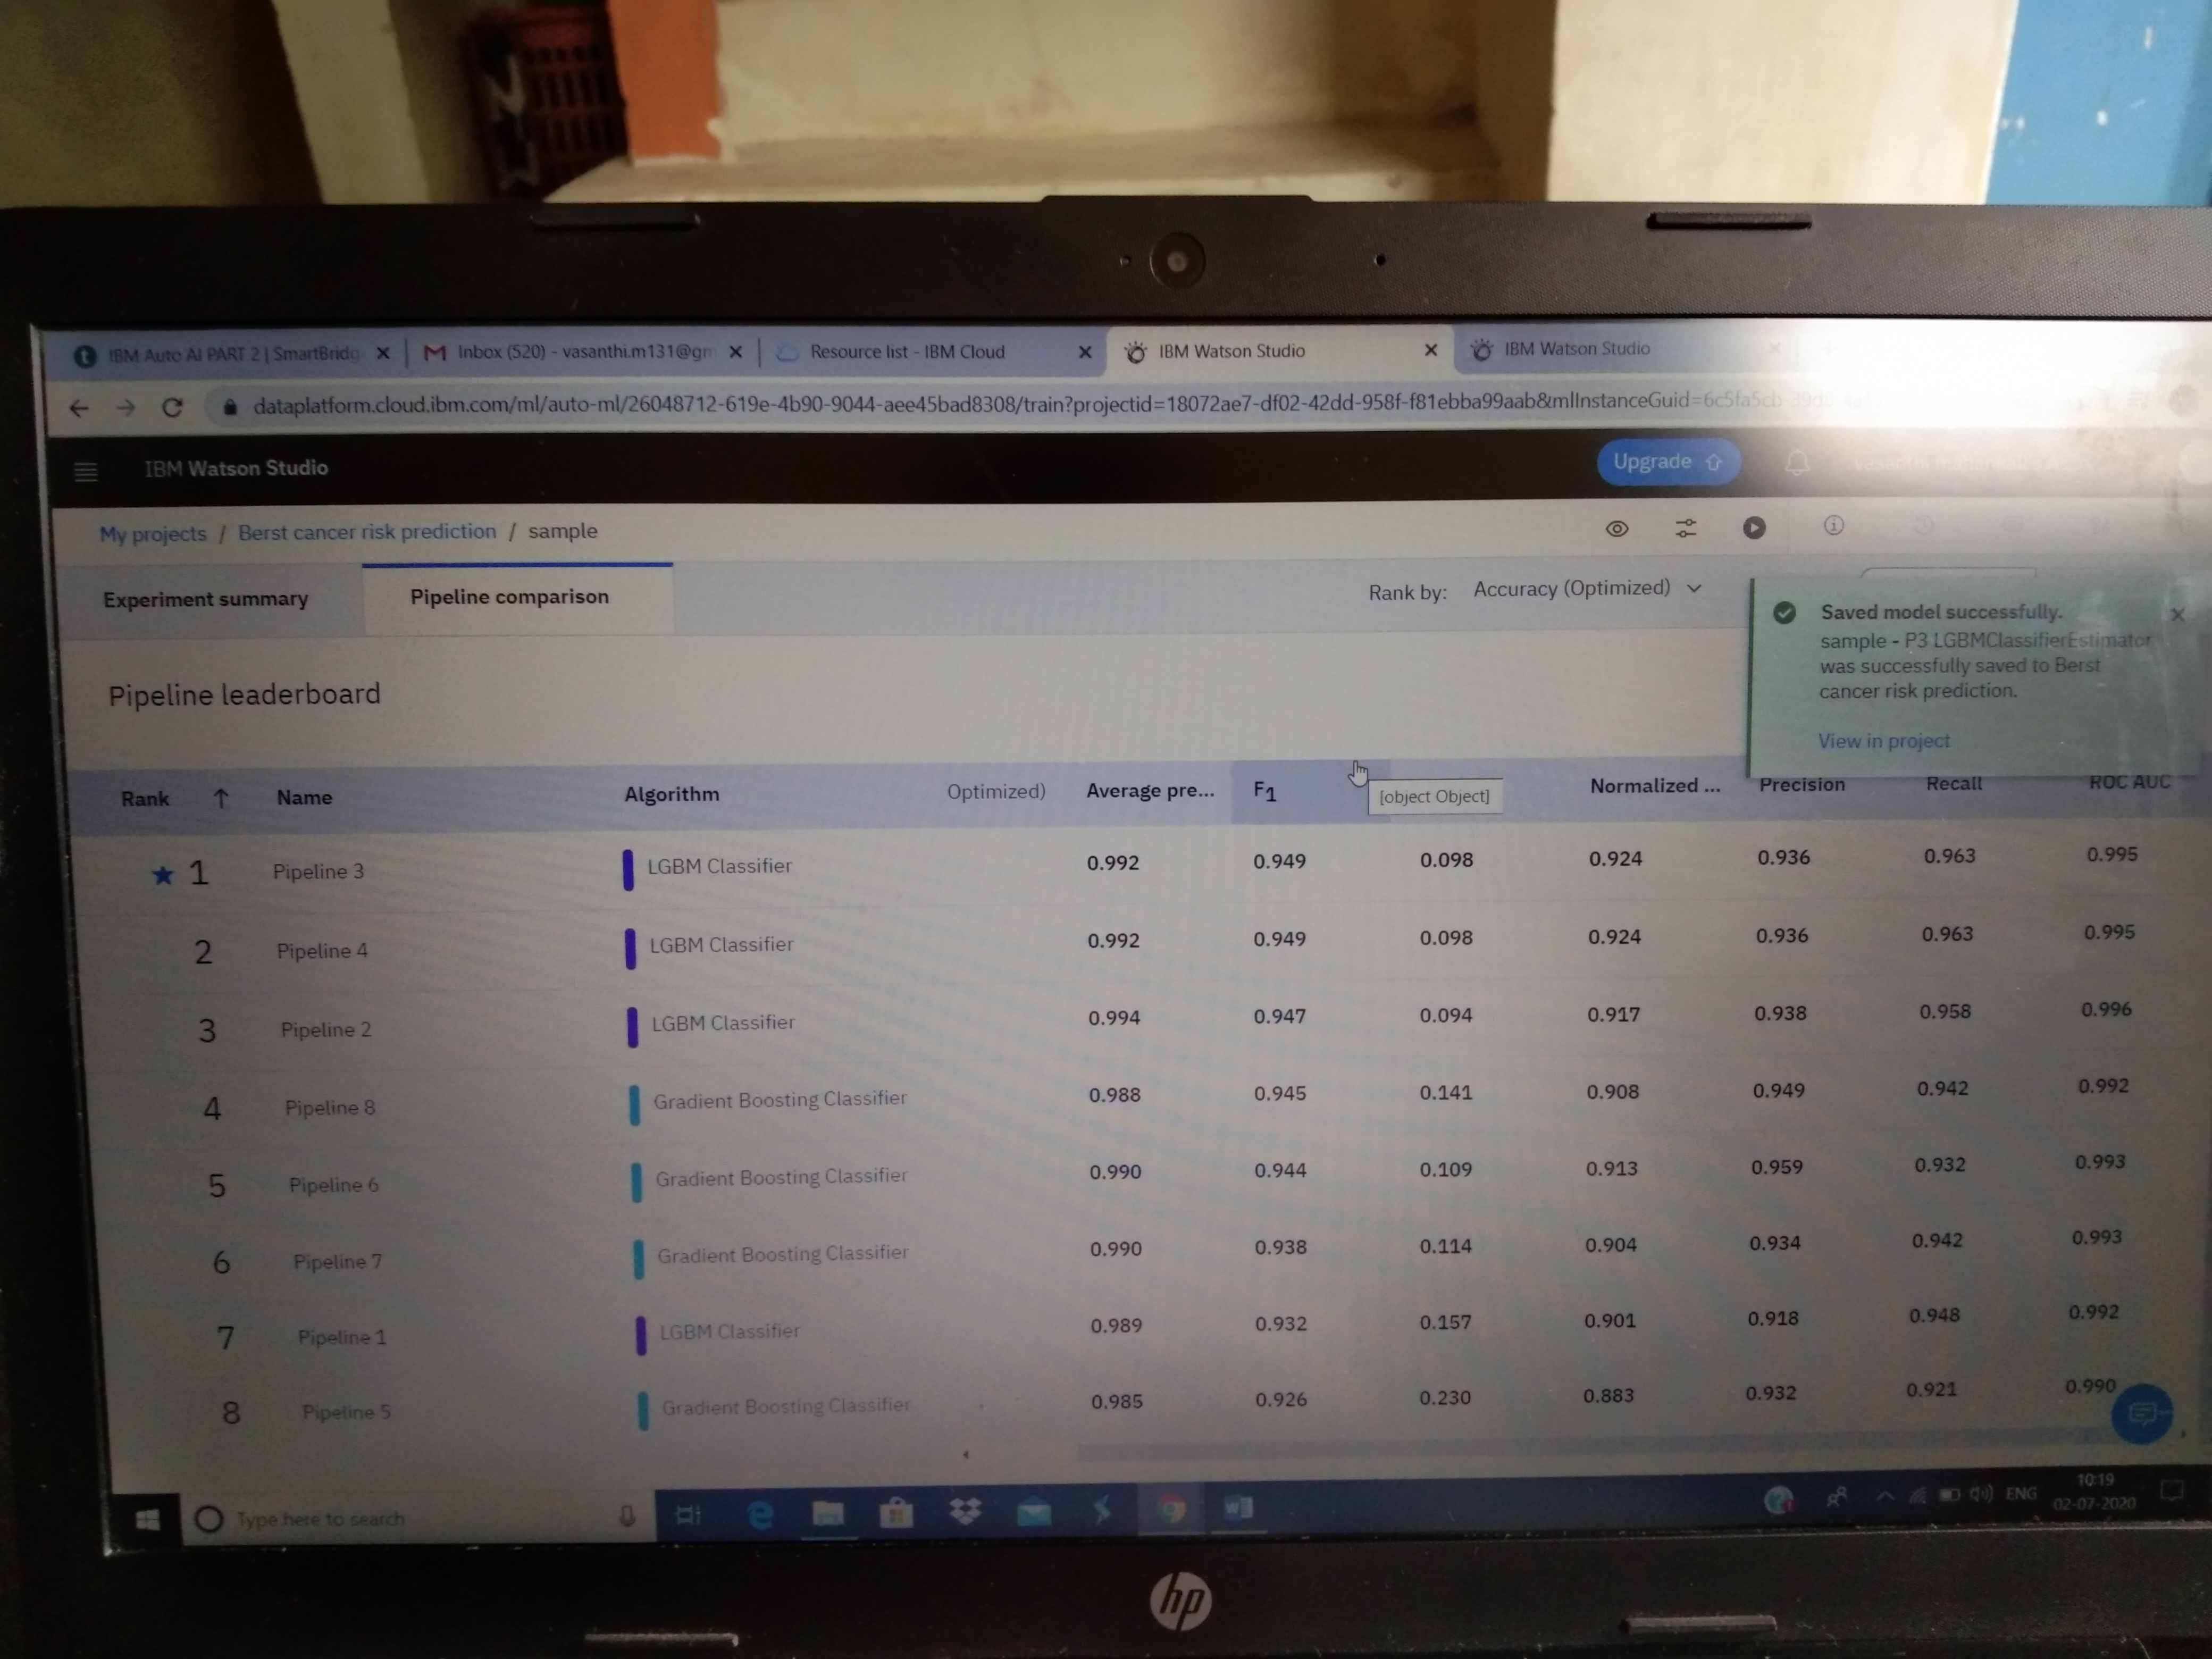 IBM Auto AI PART 2 | SmartBridg
Inbox (520) - vasanthi.m131@gm
Resource list - IBM Cloud
IBM Watson Studio
IBM Watson Studio
dataplatform.cloud.ibm.com/ml/auto-ml/26048712-619e-4b90-9044-aee45bad8308/train?projectid=18072ae7-df02-42dd-958f-f81ebba99aab&mlInstanceGuid=6c5fa5cb
IBM Watson Studio
Upgrade
vasanthi
My projects / Berst cancer risk prediction / sample
Experiment summary
Pipeline comparison
Rank by: Accuracy (Optimized)
Saved model successfully.
sample - P3 LGBMClassifierEstimator
was successfully saved to Berst
cancer risk prediction.
View in project
Pipeline leaderboard
Rank Name Algorithm Optimized) Average pre... F1 [object Object] Normalized ... Precision Recall ROC AUC
1 Pipeline 3 LGBM Classifier 0.992 0.949 0.098 0.924 0.936 0.963 0.995
2 Pipeline 4 LGBM Classifier 0.992 0.949 0.098 0.924 0.936 0.963 0.995
3 Pipeline 2 LGBM Classifier 0.994 0.947 0.094 0.917 0.938 0.958 0.996
4 Pipeline 8 Gradient Boosting Classifier 0.988 0.945 0.141 0.908 0.949 0.942 0.992
5 Pipeline 6 Gradient Boosting Classifier 0.990 0.944 0.109 0.913 0.959 0.932 0.993
6 Pipeline 7 Gradient Boosting Classifier 0.990 0.938 0.114 0.904 0.934 0.942 0.993
7 Pipeline 1 LGBM Classifier 0.989 0.932 0.157 0.901 0.918 0.948 0.992
8 Pipeline 5 Gradient Boosting Classifier 0.985 0.926 0.230 0.883 0.932 0.921 0.990
Type here to search
ENG
10:19
02-07-2020
hp